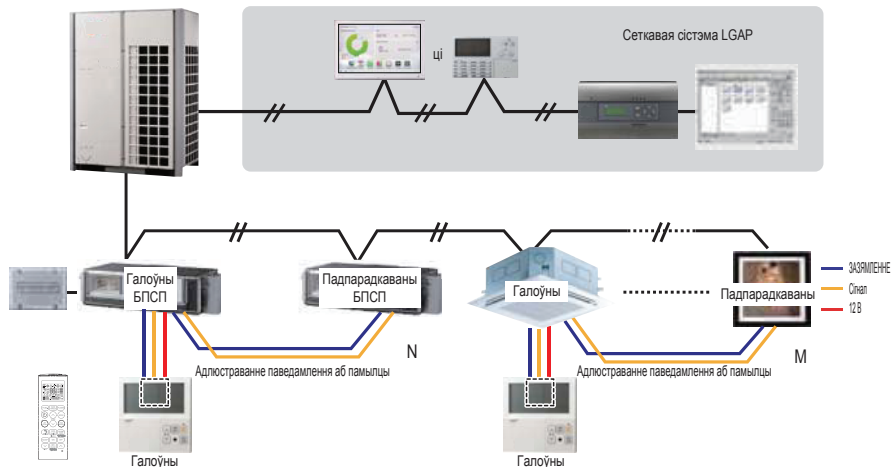 Сеткавая сістэма LGAP
ці
Галоўны
БПСП
Падпарадкаваны
БПСП
Галоўны
Падпарадкаваны
ЗАЗЯМЛЕННЕ
Сігнал
12 В
N
M
Адлюстраванне паведамлення аб памылцы
Адлюстраванне паведамлення аб памылцы
Галоўны
Галоўны